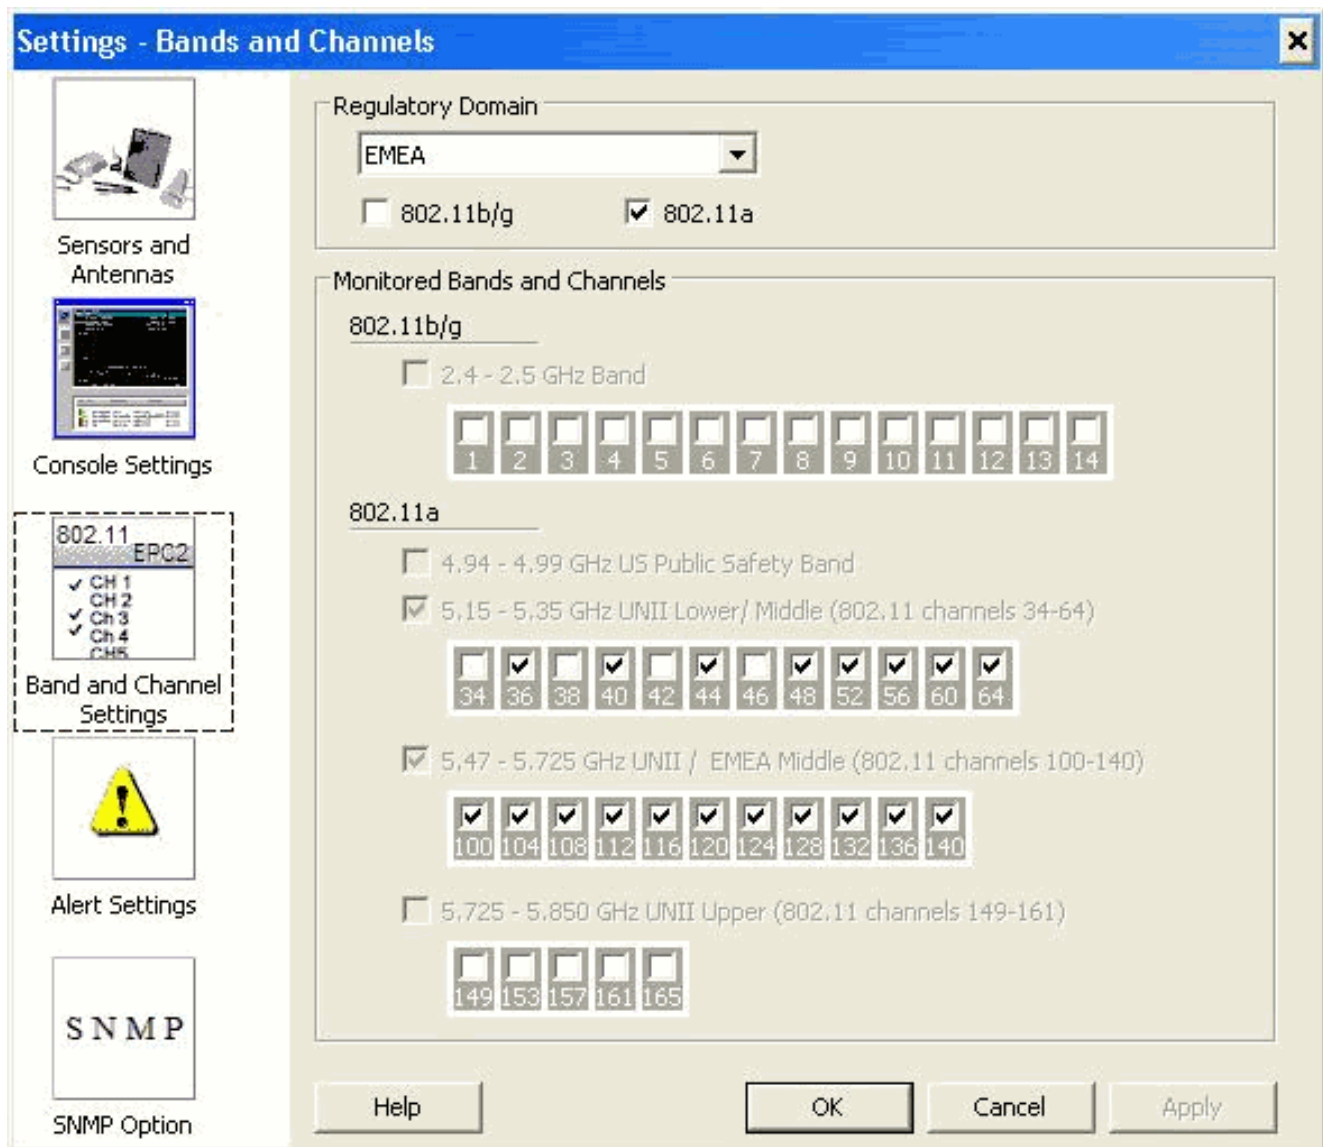 Settings - Bands and Channels
Sensors and
Antennas
Console Settings
802.11
EPC2
CH 1
CH 2
Ch 3
Ch 4
CH5
Band and Channel
Settings
Alert Settings
S N M P
SNMP Option
Regulatory Domain
EMEA
802.11b/g 802.11a
Monitored Bands and Channels
802.11b/g
2.4 - 2.5 GHz Band
1 2 3 4 5 6 7 8 9 10 11 12 13 14
802.11a
4.94 - 4.99 GHz US Public Safety Band
5.15 - 5.35 GHz UNII Lower/ Middle (802.11 channels 34-64)
34 36 38 40 42 44 46 48 52 56 60 64
5.47 - 5.725 GHz UNII / EMEA Middle (802.11 channels 100-140)
100 104 108 112 116 120 124 128 132 136 140
5.725 - 5.850 GHz UNII Upper (802.11 channels 149-161)
149 153 157 161 165
Help OK Cancel Apply